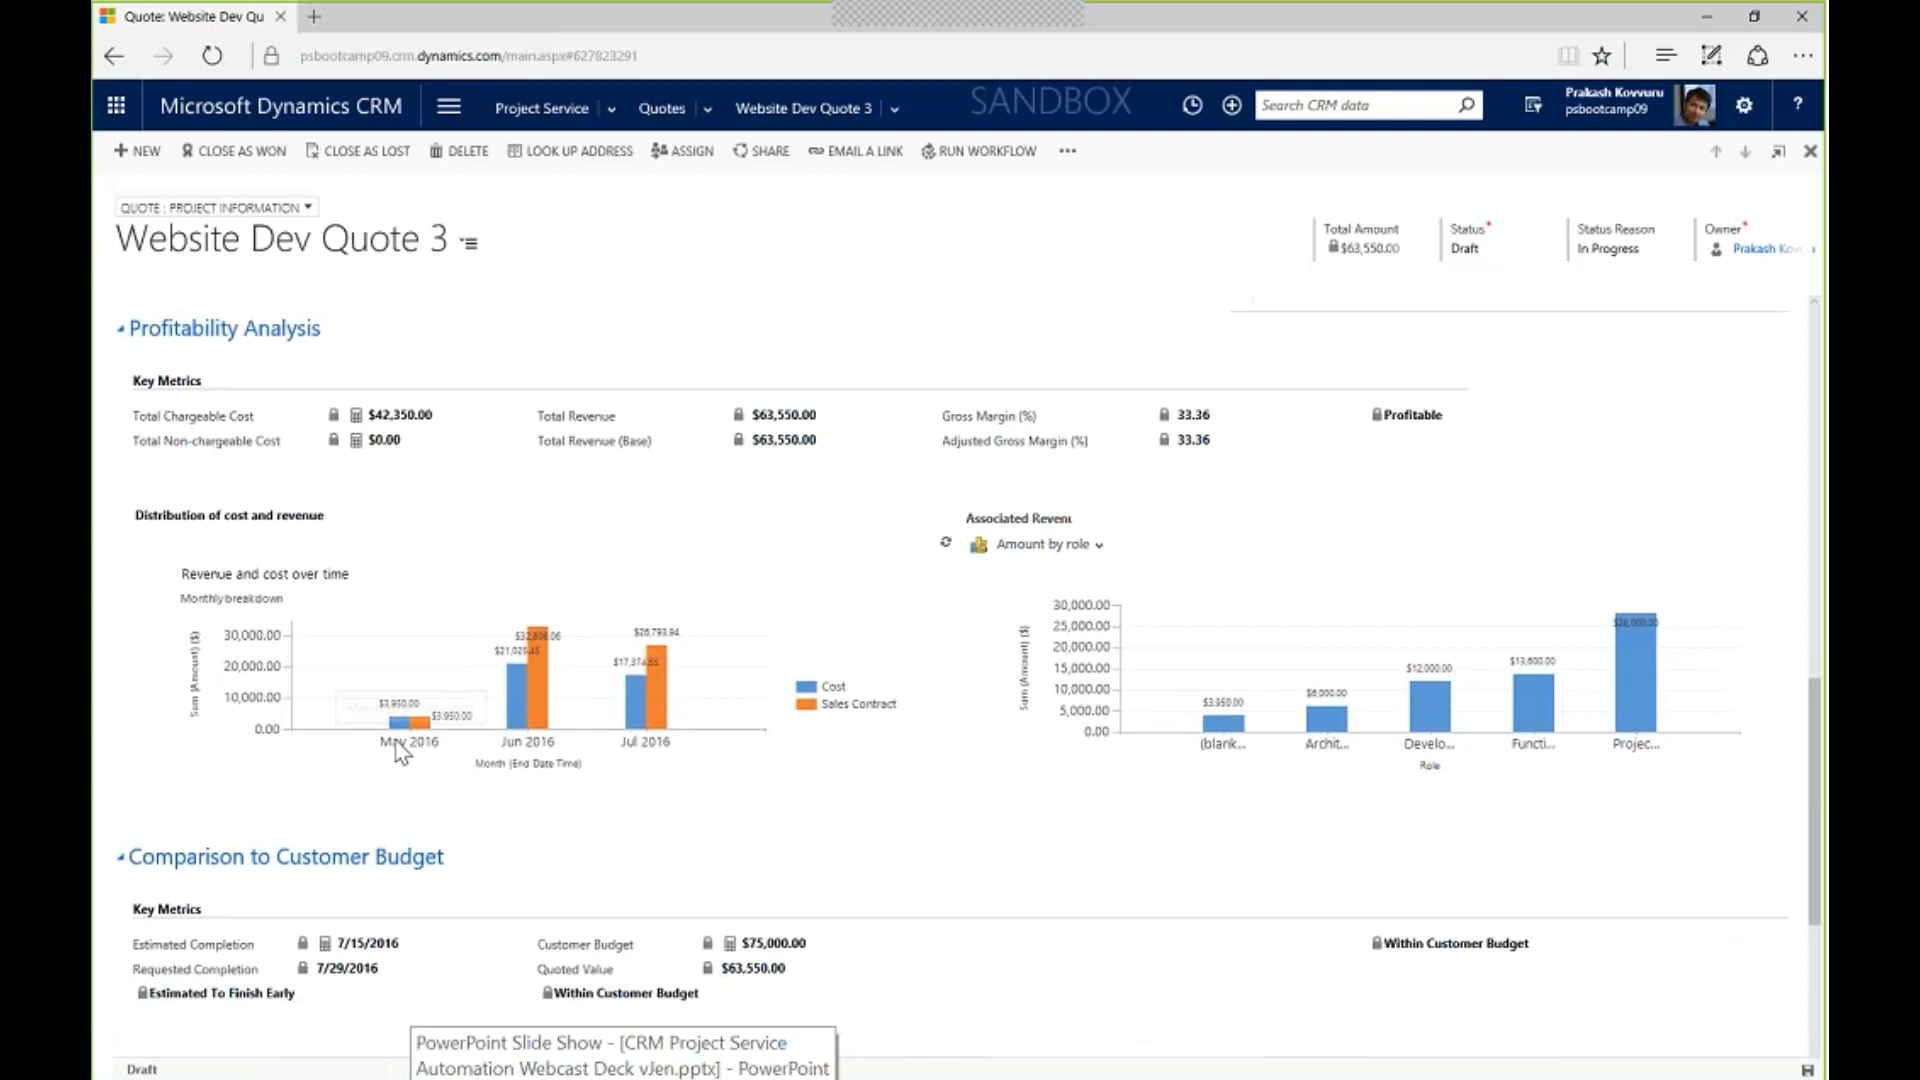 Quote: Website Dev Qu
psbootcamp09.crm.dynamics.com/main.aspx#627823291
Microsoft Dynamics CRM
Project Service
Quotes
Website Dev Quote 3
SANDBOX
Search CRM data
Prakash Kovvuru
psbootcamp09
?
NEW
CLOSE AS WON
CLOSE AS LOST
DELETE
LOOK UP ADDRESS
ASSIGN
SHARE
EMAIL A LINK
RUN WORKFLOW
QUOTE : PROJECT INFORMATION
Website Dev Quote 3
Total Amount
$63,550.00
Status*
Draft
Status Reason
In Progress
Owner*
Prakash Kov
Profitability Analysis
Key Metrics
Total Chargeable Cost $42,350.00
Total Revenue $63,550.00
Gross Margin (%) 33.36
Profitable
Total Non-chargeable Cost $0.00
Total Revenue (Base) $63,550.00
Adjusted Gross Margin (%) 33.36
Distribution of cost and revenue
Revenue and cost over time
Monthly breakdown
Sum (Amount) ($)
30,000.00
20,000.00
10,000.00
0.00
$3,950.00
$3,950.00
$32,806.06
$26,793.94
May 2016
Jun 2016
Jul 2016
Month (End Date Time)
Cost
Sales Contract
Associated Revenu
Amount by role
Sum (Amount) ($)
30,000.00
25,000.00
20,000.00
15,000.00
10,000.00
5,000.00
0.00
$3,950.00
$6,000.00
$12,000.00
$13,600.00
$28,000.00
(blank...
Archit...
Develo...
Functi...
Projec...
Role
Comparison to Customer Budget
Key Metrics
Estimated Completion 7/15/2016
Customer Budget $75,000.00
Within Customer Budget
Requested Completion 7/29/2016
Quoted Value $63,550.00
Estimated To Finish Early
Within Customer Budget
PowerPoint Slide Show - [CRM Project Service
Automation Webcast Deck vJen.pptx] - PowerPoint
Draft